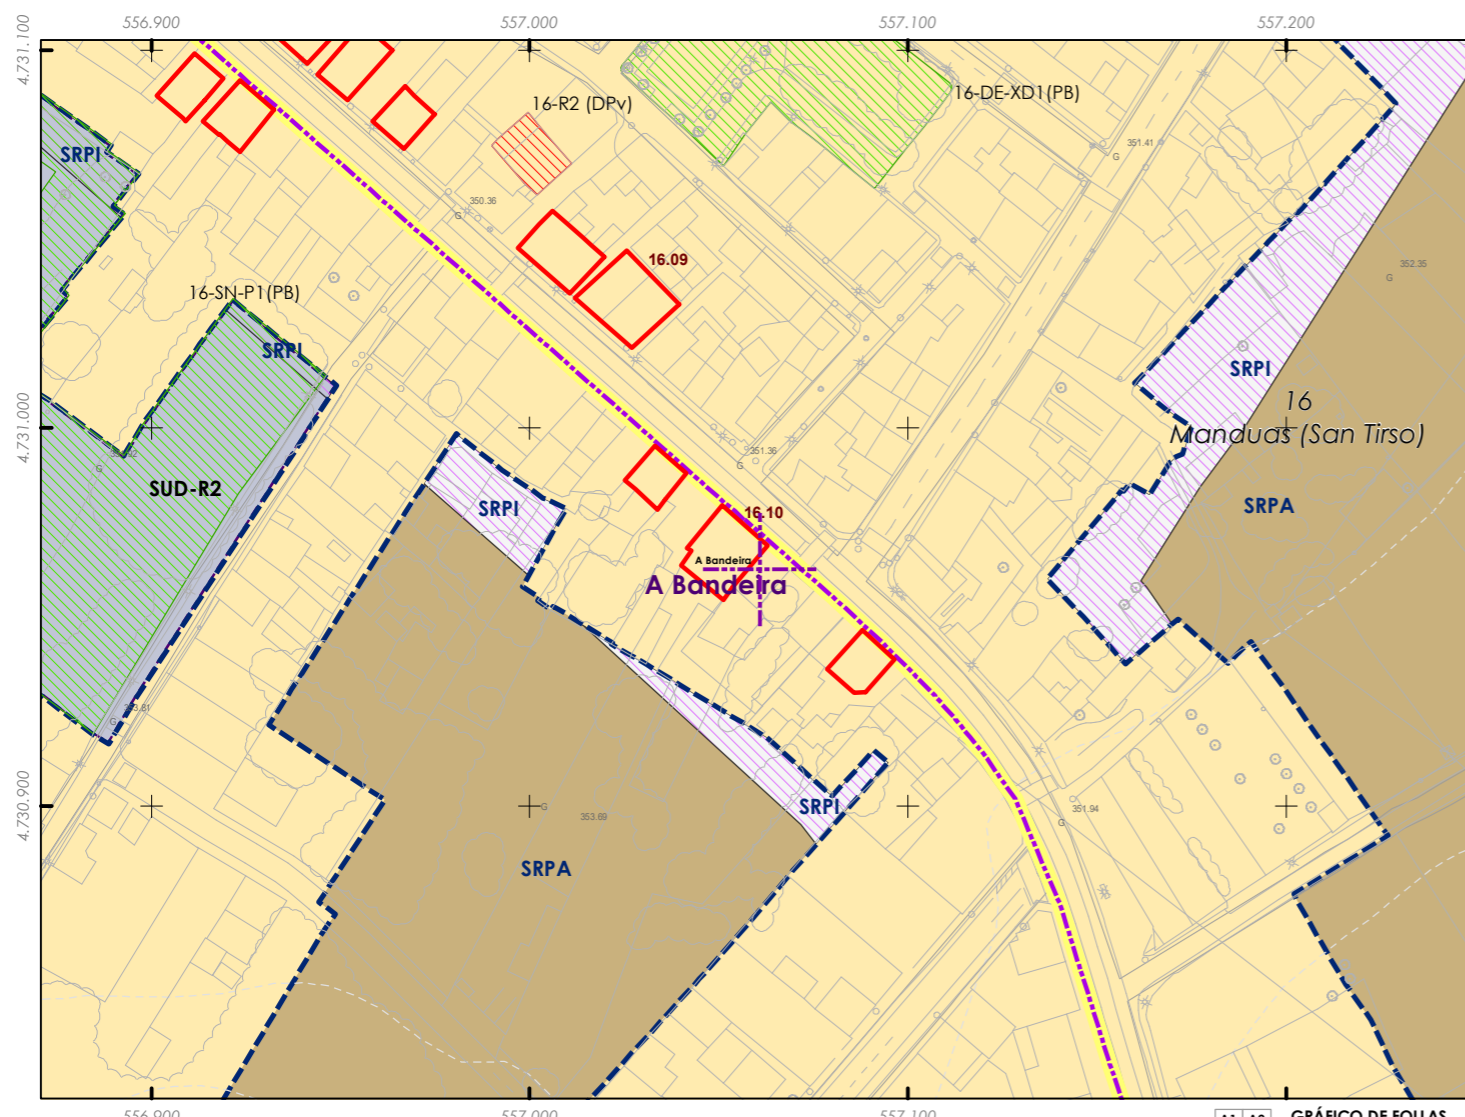 556.900
557.000
557.100
557.200
4.731.100
16-R2 (DPv)
16-DE-XD1(PB)
351.41
SRPI
350.36
16.09
352.35
16-SN-P1(PB)
SRPI
SRPI
16
Manduas (San Tirso)
4.731.000
351.36
SUD-R2
SRPI
16.10
SRPA
A Bandeira
A Bandeira
4.730.900
SRPI
353.69
351.94
SRPA
556.900
557.000
557.100
GRÁFICO DE FOLLAS